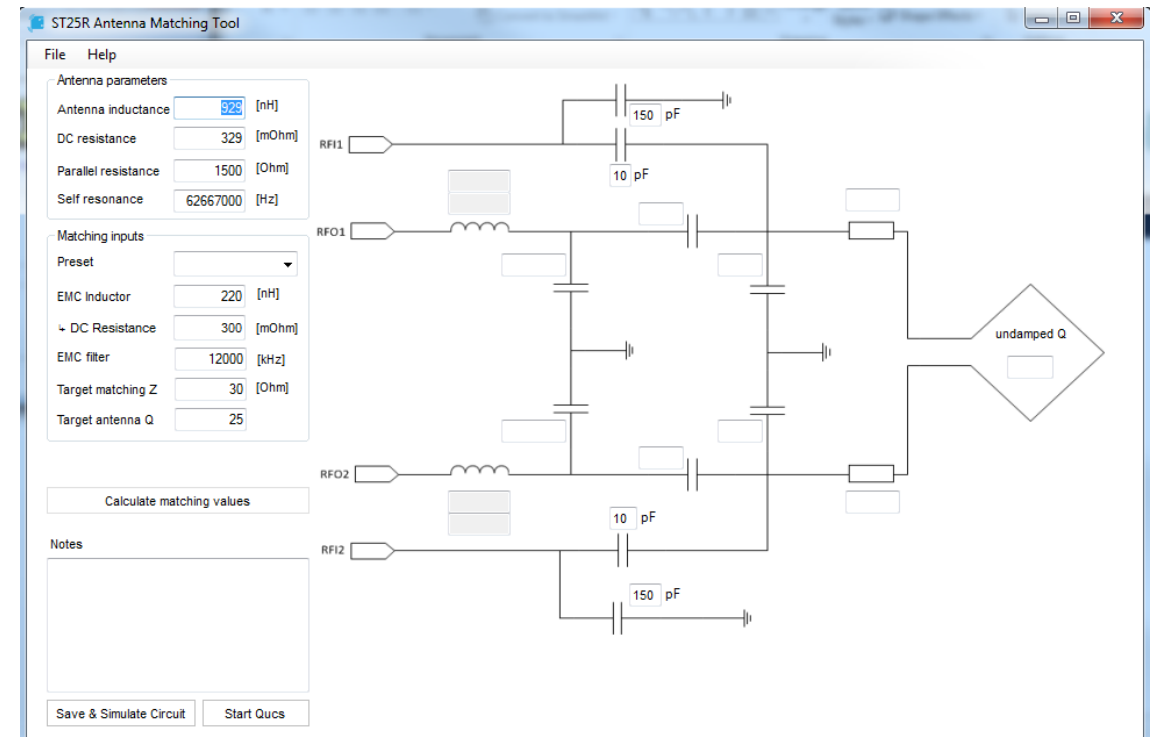 ST25R Antenna Matching Tool
File Help
Antenna parameters
Antenna inductance 929 [nH]
DC resistance 329 [mOhm]
Parallel resistance 1500 [Ohm]
Self resonance 62667000 [Hz]
Matching inputs
Preset
EMC Inductor 220 [nH]
↳ DC Resistance 300 [mOhm]
EMC filter 12000 [kHz]
Target matching Z 30 [Ohm]
Target antenna Q 25
Calculate matching values
Notes
Save & Simulate Circuit Start Qucs
150 pF
RFI1
10 pF
RFO1
undamped Q
RFO2
10 pF
RFI2
150 pF